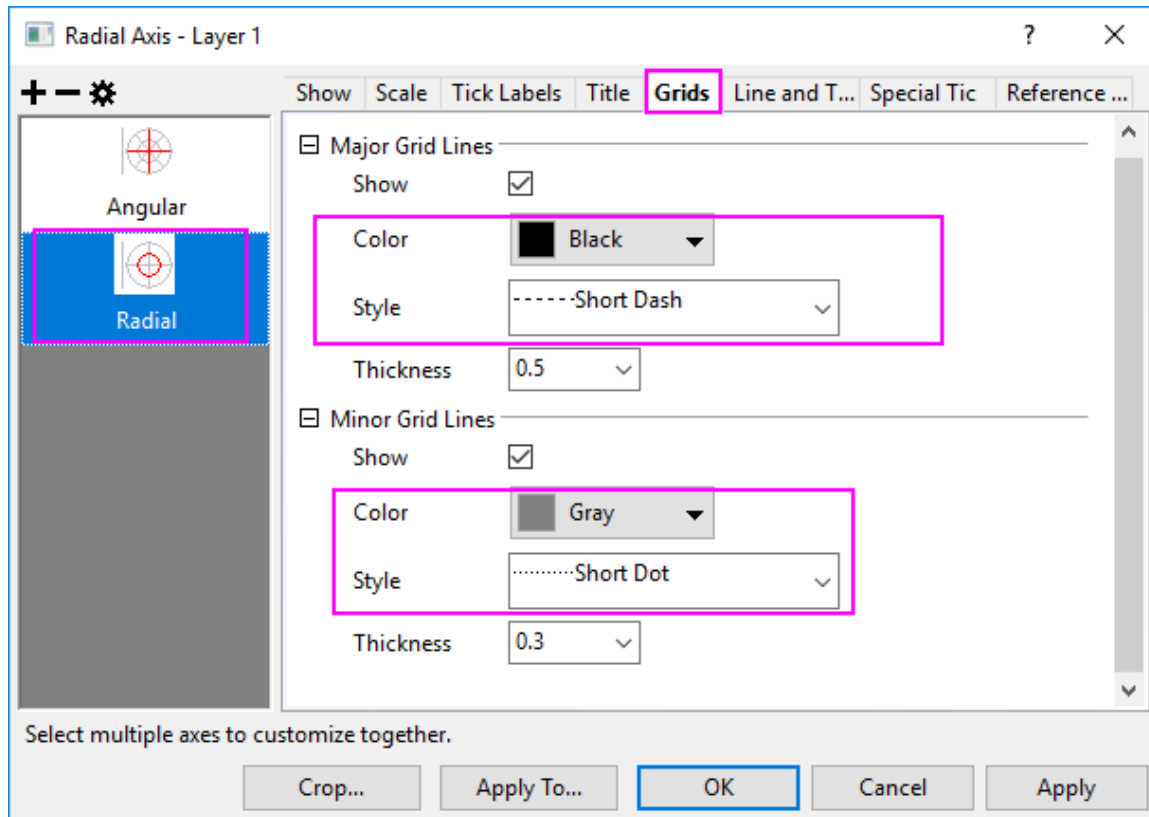 Radial Axis - Layer 1
Show Scale Tick Labels Title Grids Line and T... Special Tic Reference ...
Angular
Radial
Major Grid Lines
Show
Color Black
Style Short Dash
Thickness 0.5
Minor Grid Lines
Show
Color Gray
Style Short Dot
Thickness 0.3
Select multiple axes to customize together.
Crop... Apply To... OK Cancel Apply